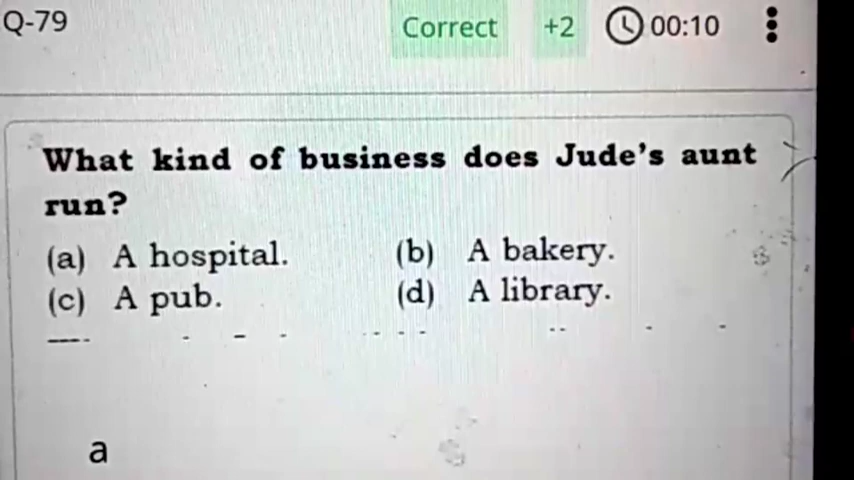 Q-79 Correct +2 00:10
What kind of business does Jude's aunt
run?
(a) A hospital. (b) A bakery.
(c) A pub. (d) A library.
a